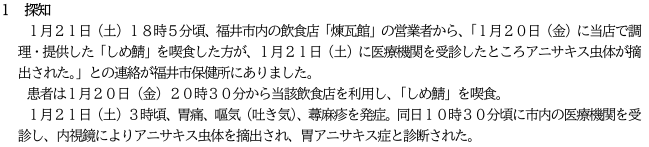 １　探知
１月２１日（土）１８時５分頃、福井市内の飲食店「煉瓦館」の営業者から、「１月２０日（金）に当店で調
理・提供した「しめ鯖」を喫食した方が、１月２１日（土）に医療機関を受診したところアニサキス虫体が摘
出された。」との連絡が福井市保健所にありました。
患者は１月２０日（金）２０時３０分から当該飲食店を利用し、「しめ鯖」を喫食。
１月２１日（土）３時頃、胃痛、嘔気（吐き気）、蕁麻疹を発症。同日１０時３０分頃に市内の医療機関を受
診し、内視鏡によりアニサキス虫体を摘出され、胃アニサキス症と診断された。